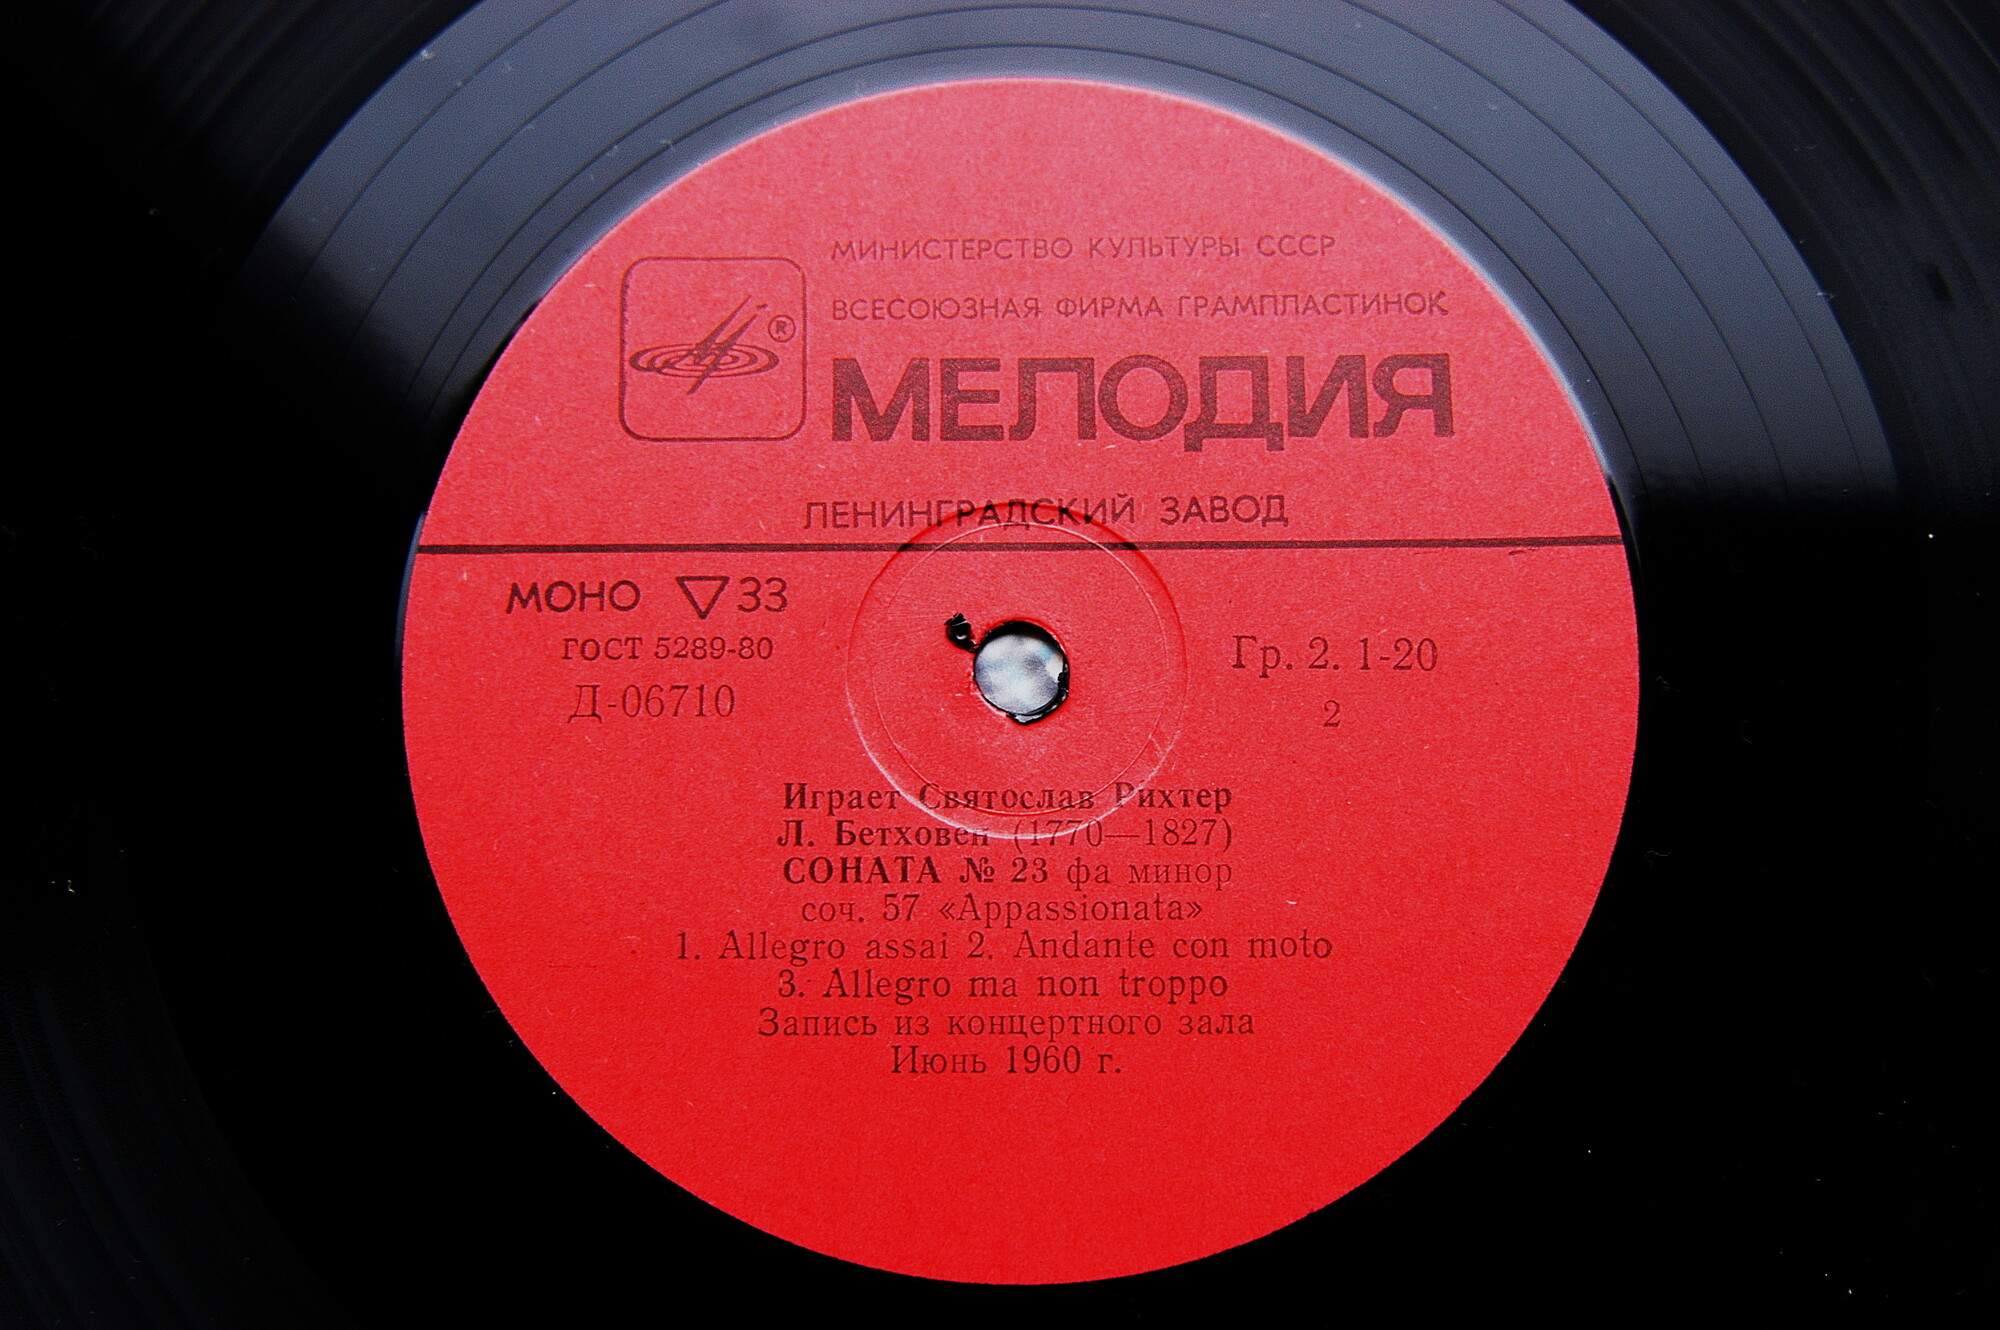 МИНИСТЕРСТВО КУЛЬТУРЫ СССР
ВСЕСОЮЗНАЯ ФИРМА ГРАМПЛАСТИНОК
®
МЕЛОДИЯ
ЛЕНИНГРАДСКИЙ ЗАВОД
МОНО ▽33
ГОСТ 5289-80
Д-06710
Гр. 2. 1-20
2
Играет Святослав Рихтер
Л. Бетховен (1770—1827)
СОНАТА № 23 фа минор
соч. 57 «Appassionata»
1. Allegro assai 2. Andante con moto
3. Allegro ma non troppo
Запись из концертного зала
Июнь 1960 г.